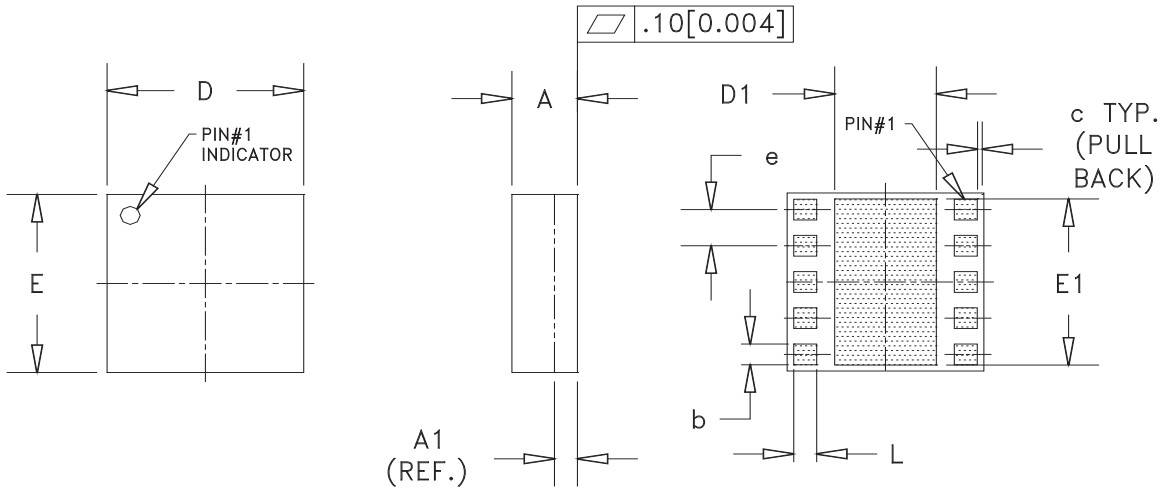 .10[0.004]
D
A
D1
c TYP.
(PULL
BACK)
PIN#1
INDICATOR
PIN#1
e
E
E1
b
A1
(REF.)
L